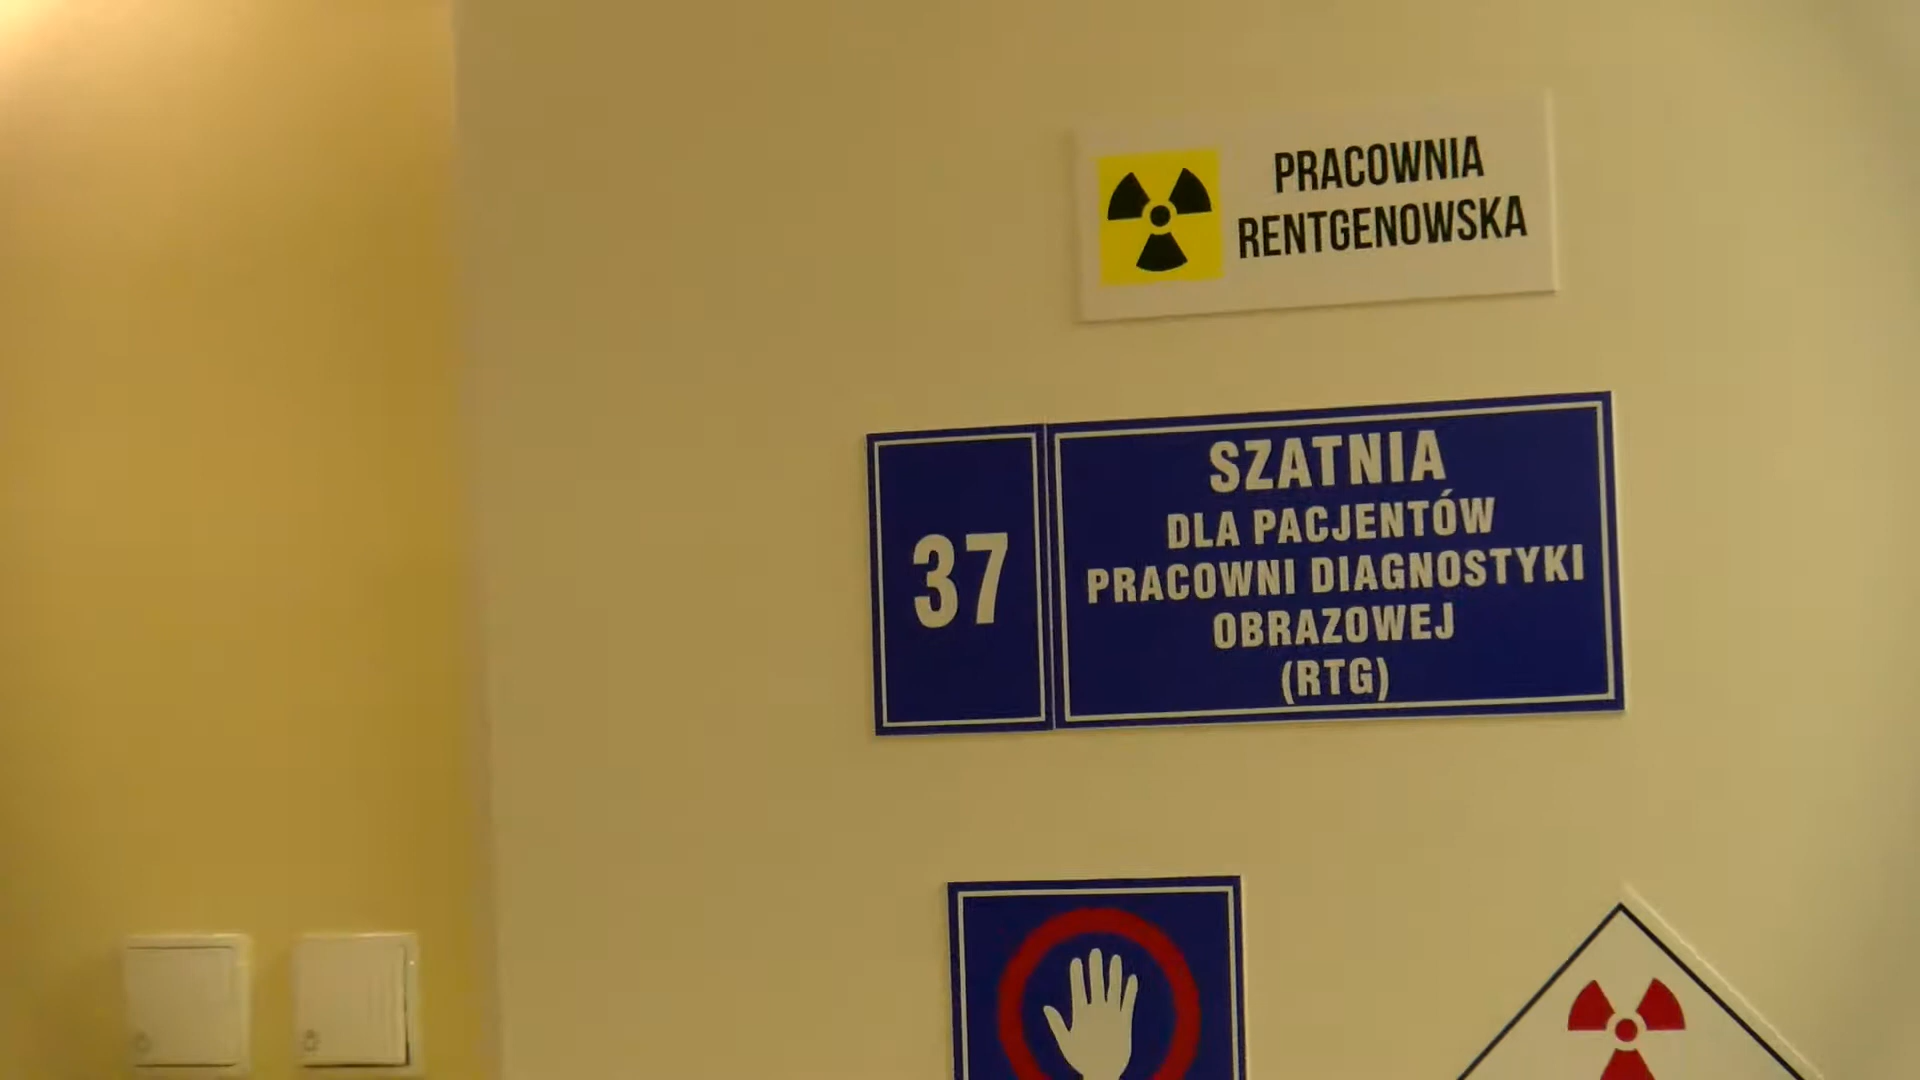 PRACOWNIA
RENTGENOWSKA
37
SZATNIA
DLA PACJENTÓW
PRACOWNI DIAGNOSTYKI
OBRAZOWEJ
(RTG)